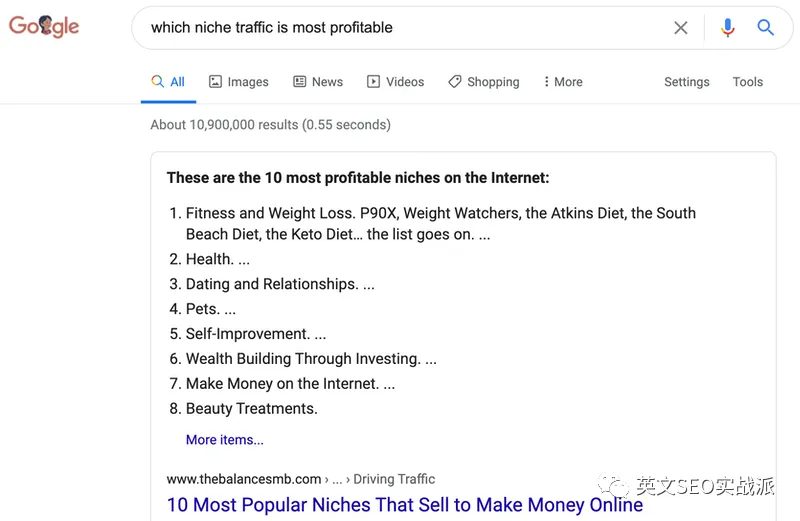 Google
which niche traffic is most profitable
All
Images
News
Videos
Shopping
More
Settings
Tools
About 10,900,000 results (0.55 seconds)
These are the 10 most profitable niches on the Internet:
1. Fitness and Weight Loss. P90X, Weight Watchers, the Atkins Diet, the South
Beach Diet, the Keto Diet… the list goes on. ...
2. Health. ...
3. Dating and Relationships. ...
4. Pets. ...
5. Self-Improvement. ...
6. Wealth Building Through Investing. ...
7. Make Money on the Internet. ...
8. Beauty Treatments.
More items...
www.thebalancesmb.com › ... › Driving Traffic
10 Most Popular Niches That Sell to Make Money Online
英文SEO实战派